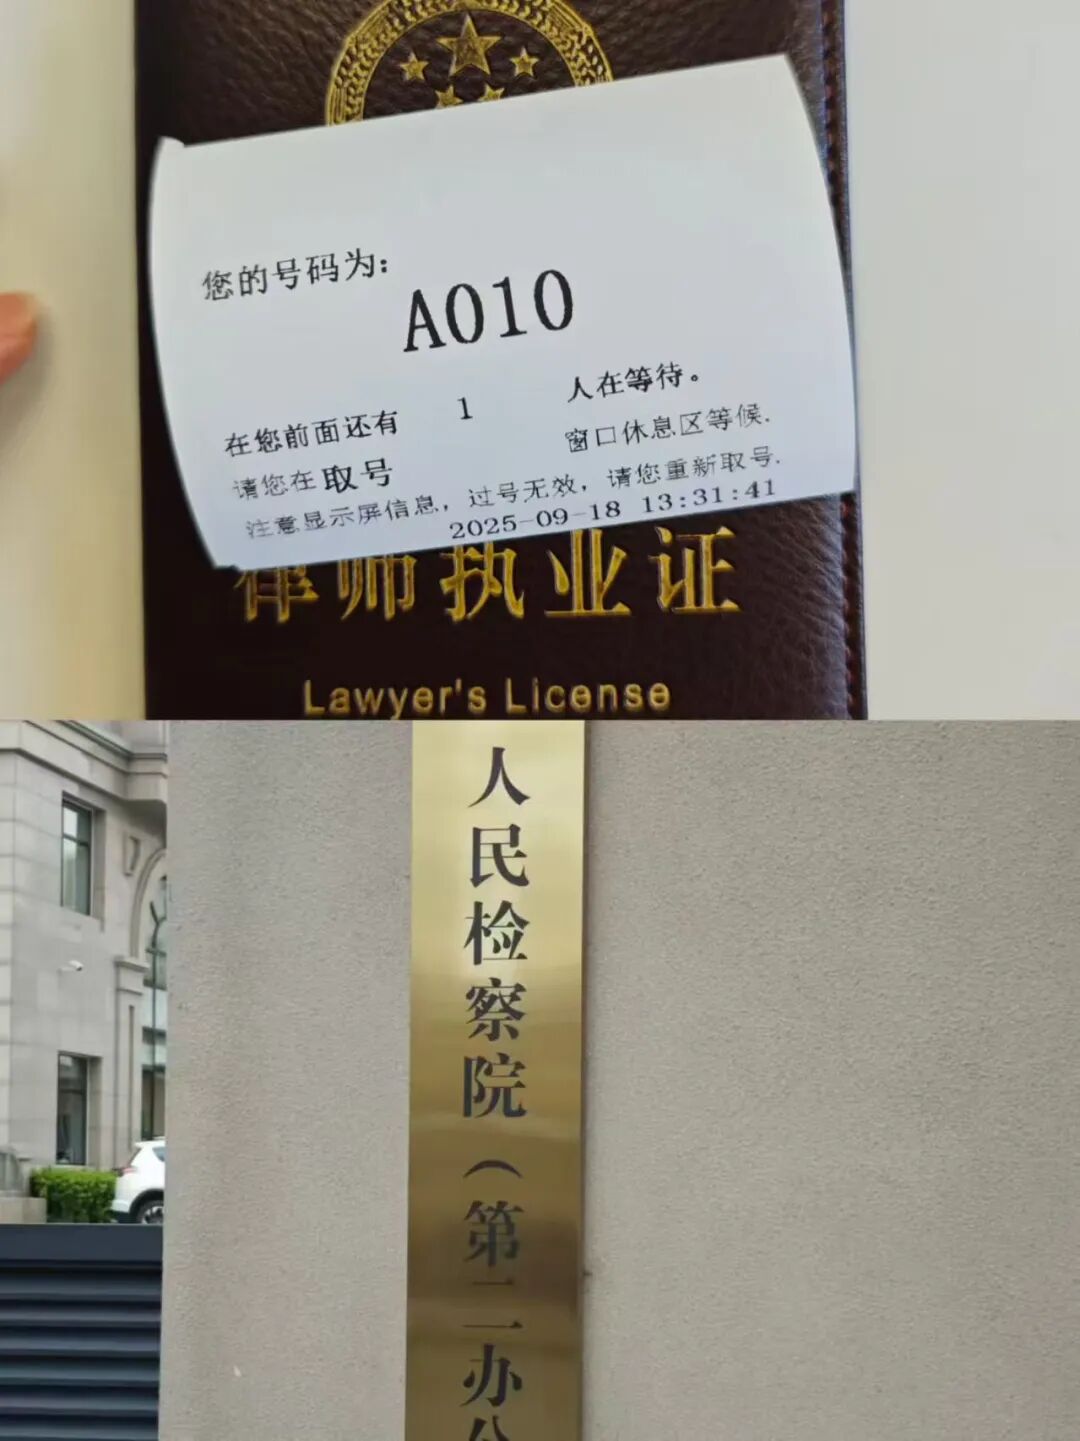 您的号码为:
A010
在您前面还有 1 人在等待。
请您在取号 窗口休息区等候.
注意显示屏信息，过号无效，请您重新取号.
2025-09-18 13:31:41
律师执业证
Lawyer's License
人民检察院（第二办公